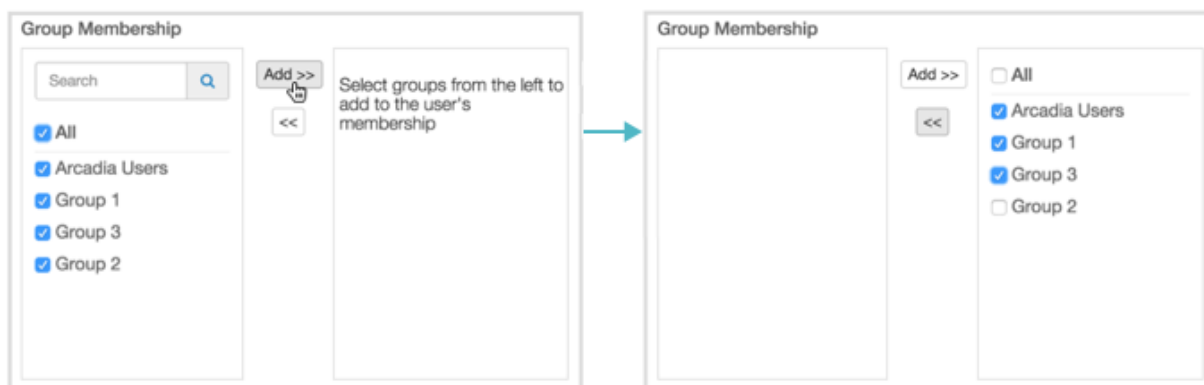 Group Membership
Search
All
Arcadia Users
Group 1
Group 3
Group 2
Add >>
<<
Select groups from the left to
add to the user's
membership
Group Membership
Add >>
<<
All
Arcadia Users
Group 1
Group 3
Group 2